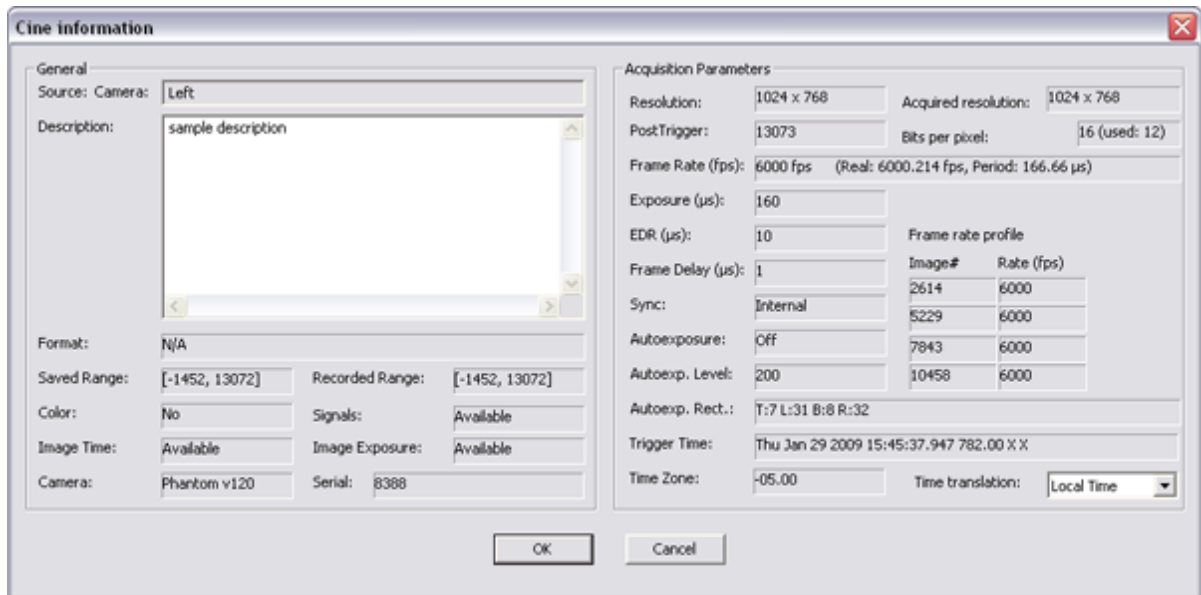 Cine information
General
Source: Camera: Left
Description: sample description
Format: N/A
Saved Range: [-1452, 13072] Recorded Range: [-1452, 13072]
Color: No Signals: Available
Image Time: Available Image Exposure: Available
Camera: Phantom v120 Serial: 8388
Acquisition Parameters
Resolution: 1024 x 768 Acquired resolution: 1024 x 768
PostTrigger: 13073 Bits per pixel: 16 (used: 12)
Frame Rate (fps): 6000 fps (Real: 6000.214 fps, Period: 166.66 µs)
Exposure (µs): 160
EDR (µs): 10
Frame Delay (µs): 1
Sync: Internal
Autoexposure: Off
Autoexp. Level: 200
Frame rate profile
Image# Rate (fps)
2614 6000
5229 6000
7843 6000
10458 6000
Autoexp. Rect.: T:7 L:31 B:8 R:32
Trigger Time: Thu Jan 29 2009 15:45:37.947 782.00 X X
Time Zone: -05.00 Time translation: Local Time
OK Cancel